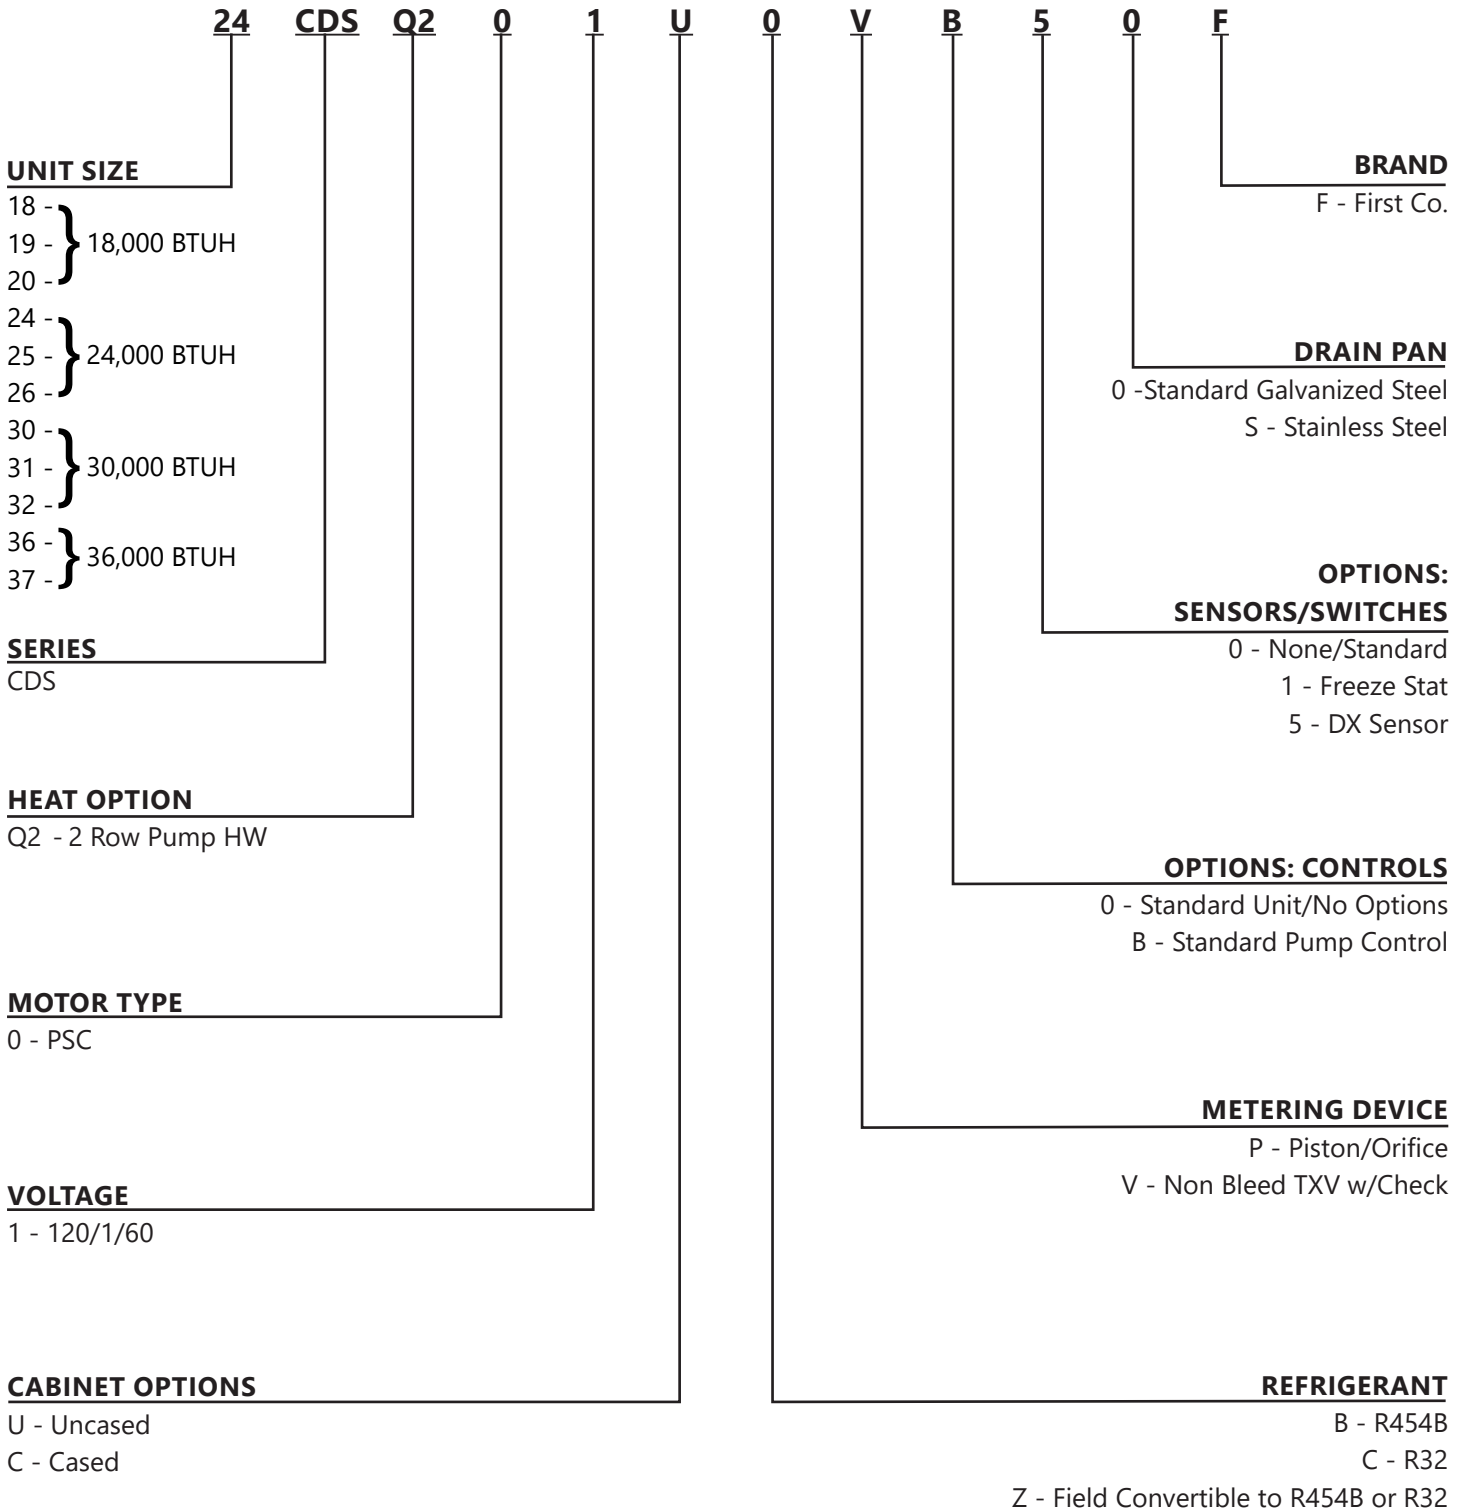 24 CDS Q2 0 1 U 0 V B 5 0 F
UNIT SIZE
18 -
19 - } 18,000 BTUH
20 -
24 -
25 - } 24,000 BTUH
26 -
30 -
31 - } 30,000 BTUH
32 -
36 -
} 36,000 BTUH
37 -
SERIES
CDS
HEAT OPTION
Q2 - 2 Row Pump HW
MOTOR TYPE
0 - PSC
VOLTAGE
1 - 120/1/60
CABINET OPTIONS
U - Uncased
C - Cased
BRAND
F - First Co.
DRAIN PAN
0 -Standard Galvanized Steel
S - Stainless Steel
OPTIONS:
SENSORS/SWITCHES
0 - None/Standard
1 - Freeze Stat
5 - DX Sensor
OPTIONS: CONTROLS
0 - Standard Unit/No Options
B - Standard Pump Control
METERING DEVICE
P - Piston/Orifice
V - Non Bleed TXV w/Check
REFRIGERANT
B - R454B
C - R32
Z - Field Convertible to R454B or R32